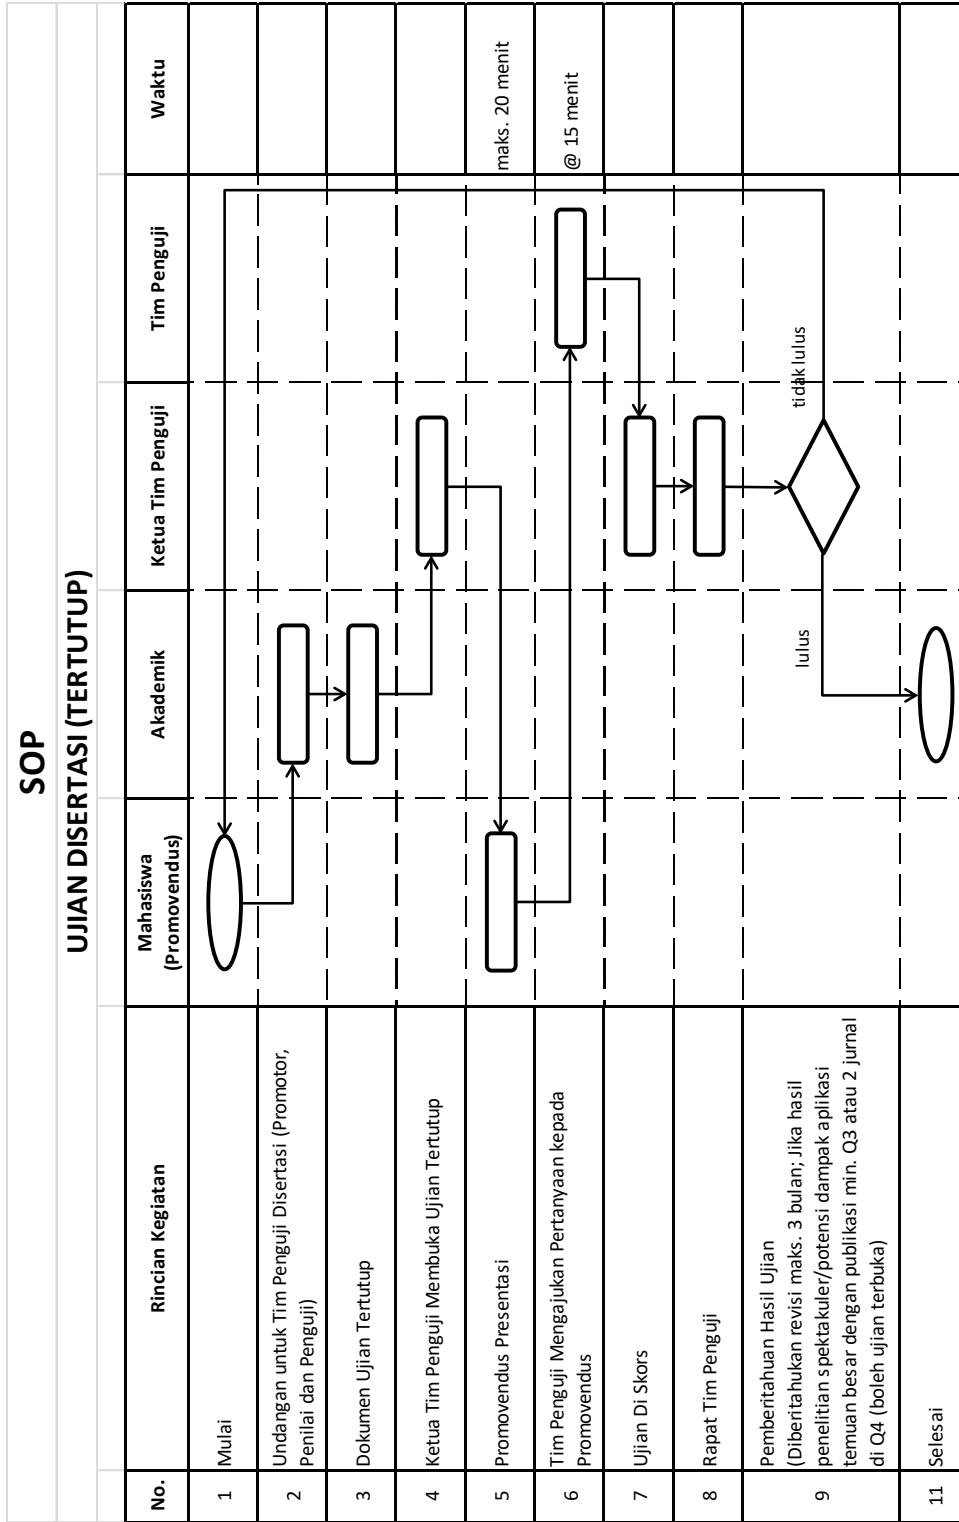 SOP
UJIAN DISERTASI (TERTUTUP)
No.
Rincian Kegiatan
Mahasiswa
(Promovendus)
Akademik
Ketua Tim Penguji
Tim Penguji
Waktu
1
Mulai
2
Undangan untuk Tim Penguji Disertasi (Promotor,
Penilai dan Penguji)
3
Dokumen Ujian Tertutup
4
Ketua Tim Penguji Membuka Ujian Tertutup
5
Promovendus Presentasi
maks. 20 menit
6
Tim Penguji Mengajukan Pertanyaan kepada
Promovendus
@ 15 menit
7
Ujian Di Skors
8
Rapat Tim Penguji
9
Pemberitahuan Hasil Ujian
(Diberitahukan revisi maks. 3 bulan; Jika hasil
penelitian spektakuler/potensi dampak aplikasi
temuan besar dengan publikasi min. Q3 atau 2 jurnal
di Q4 (boleh ujian terbuka)
lulus
tidak lulus
11
Selesai